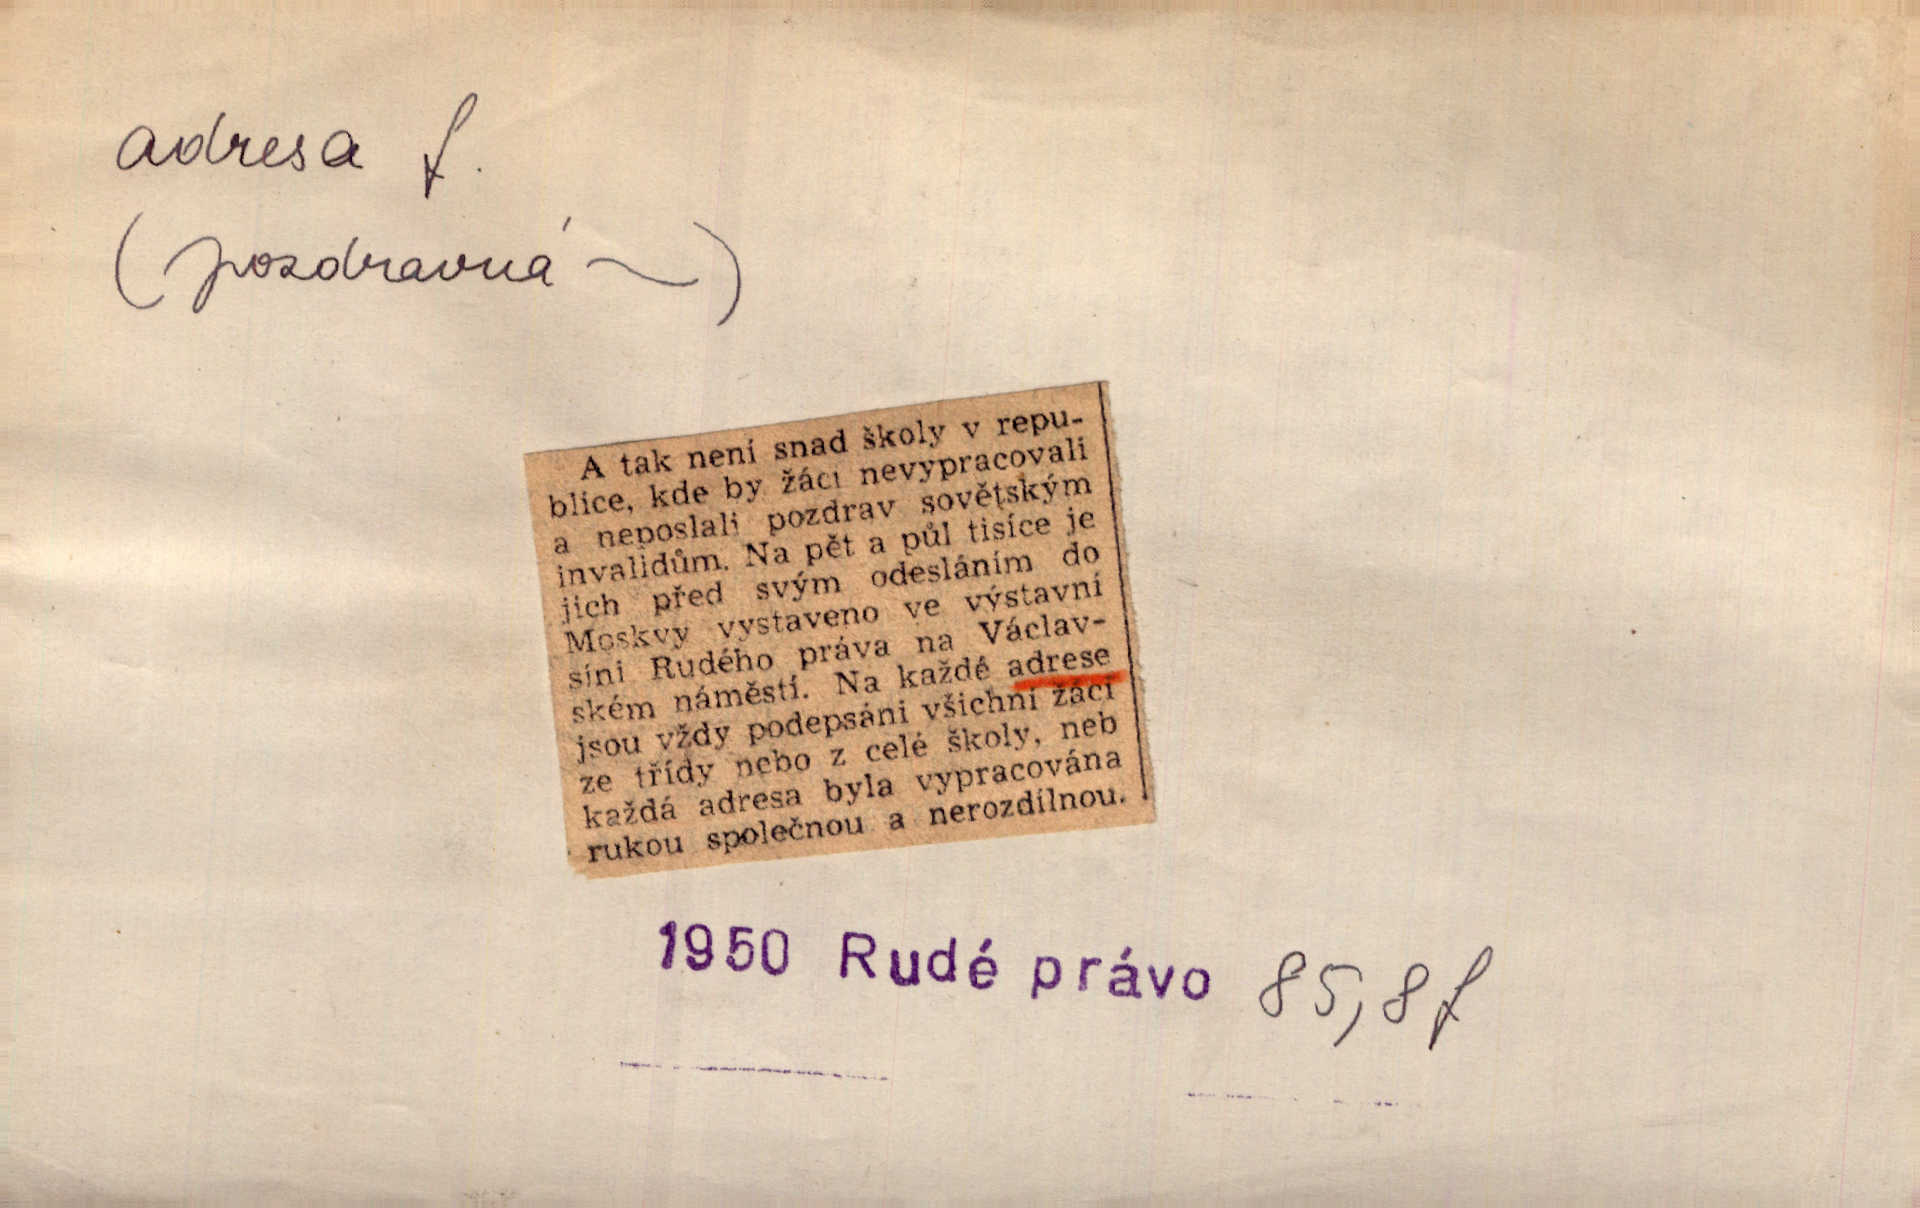 adresa f.
(pozdravná ~)
A tak není snad školy v repu-
blice, kde by žáci nevypracovali
a neposlali pozdrav sovětským
invalidům. Na pět a půl tisíce je
jich před svým odesláním do
Moskvy vystaveno ve výstavní
síni Rudého práva na Václav-
ském náměstí. Na každé adrese
jsou vždy podepsáni všichni žáci
ze třídy nebo z celé školy, neb
každá adresa byla vypracována
rukou společnou a nerozdílnou.
1950 Rudé právo 85,8 f